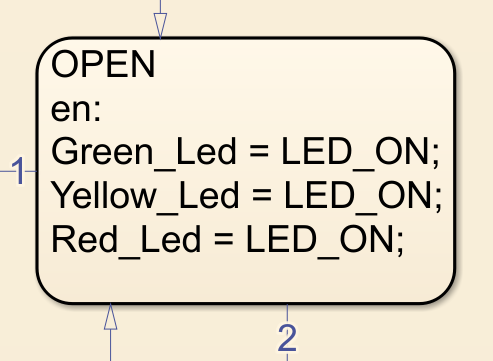 OPEN
en:
Green_Led = LED_ON;
1
Yellow_Led = LED_ON;
Red_Led = LED_ON;
2